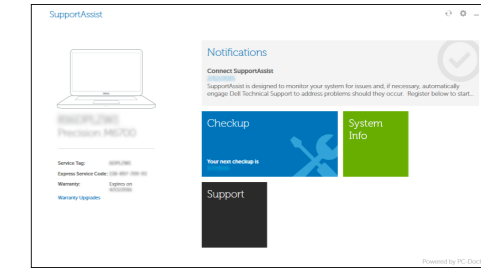 SupportAssist
Notifications
Connect SupportAssist
SupportAssist is designed to monitor your system for issues and, if necessary, automatically
engage Dell Technical Support to address problems should they occur. Register below to start...
Precision M6700
Checkup
Your next checkup is
System
Info
Service Tag:
Express Service Code:
Warranty: Expires on
Warranty Upgrades
Support
Powered by PC-Doct